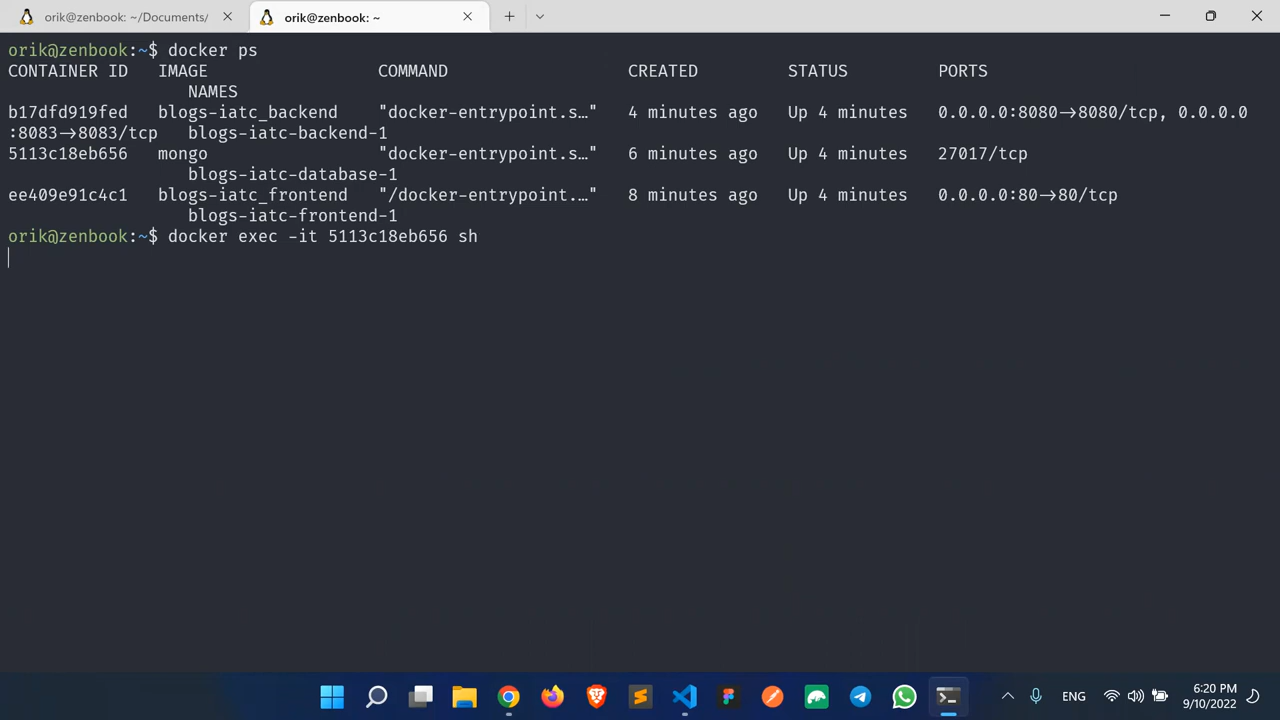 orik@zenbook: ~/Documents/
orik@zenbook: ~
orik@zenbook:~$ docker ps
CONTAINER ID   IMAGE                 COMMAND                  CREATED         STATUS         PORTS
                  NAMES
b17dfd919fed   blogs-iatc_backend    "docker-entrypoint.s…"   4 minutes ago   Up 4 minutes   0.0.0.0:8080->8080/tcp, 0.0.0.0
:8083->8083/tcp   blogs-iatc-backend-1
5113c18eb656   mongo                 "docker-entrypoint.s…"   6 minutes ago   Up 4 minutes   27017/tcp
                  blogs-iatc-database-1
ee409e91c4c1   blogs-iatc_frontend   "/docker-entrypoint.…"   8 minutes ago   Up 4 minutes   0.0.0.0:80->80/tcp
                  blogs-iatc-frontend-1
orik@zenbook:~$ docker exec -it 5113c18eb656 sh
ENG
6:20 PM
9/10/2022